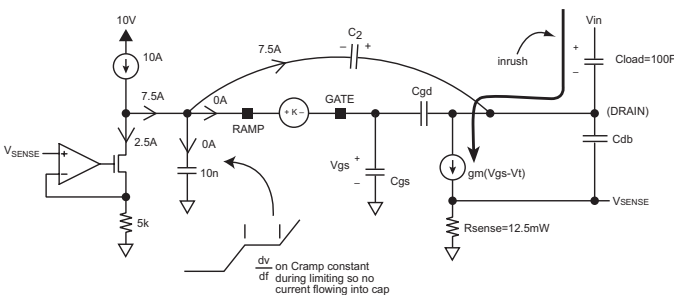 10V
10A
7.5A
0A
2.5A
0A
10n
5k
VSENSE
+
–
RAMP
+ K –
GATE
7.5A
C2
– +
Cgd
Vgs
+
–
Cgs
gm(Vgs-Vt)
inrush
Vin
+
–
Cload=100F
(DRAIN)
Cdb
VSENSE
Rsense=12.5mW
dv
df
on Cramp constant
during limiting so no
current flowing into cap